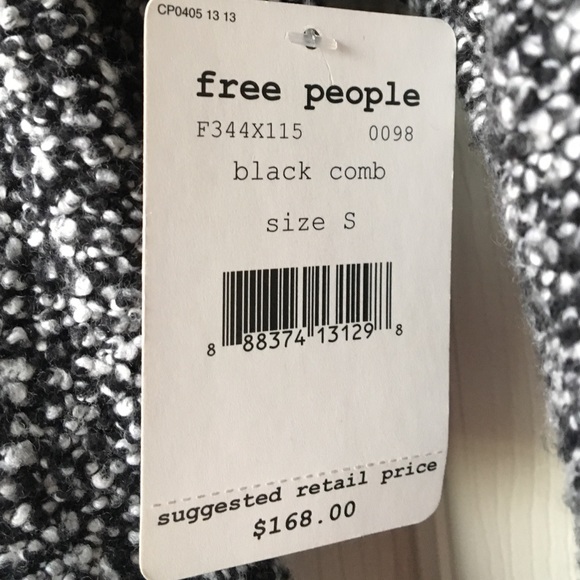 CP0405 13 13
free people
F344X115 0098
black comb
size S
8 88374 13129 8
suggested retail price
$168.00